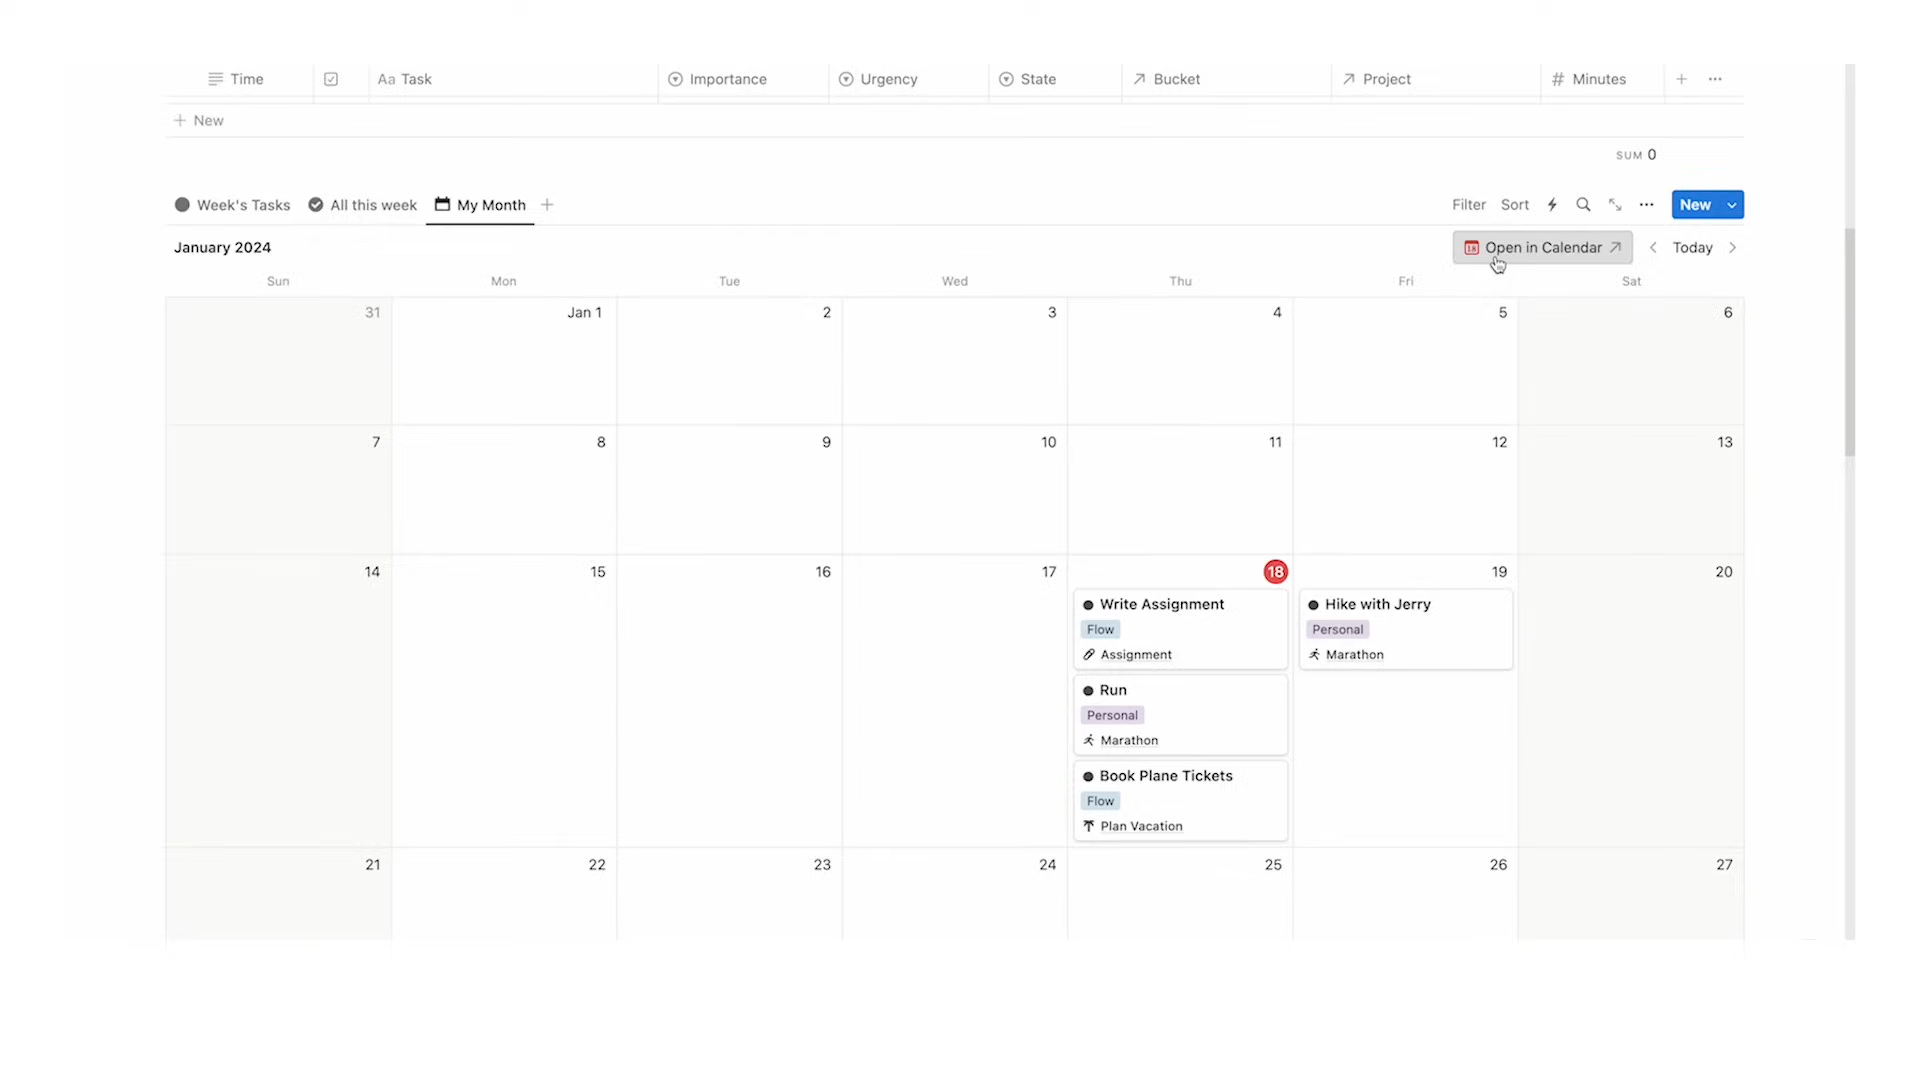 Time Aa Task Importance Urgency State Bucket Project # Minutes + ...
+ New
SUM 0
Week's Tasks All this week My Month + Filter Sort ... New
January 2024 18 Open in Calendar < Today >
Sun Mon Tue Wed Thu Fri Sat
31 Jan 1 2 3 4 5 6
7 8 9 10 11 12 13
14 15 16 17 18 19 20
Write Assignment
Flow
Assignment
Run
Personal
Marathon
Book Plane Tickets
Flow
Plan Vacation
Hike with Jerry
Personal
Marathon
21 22 23 24 25 26 27